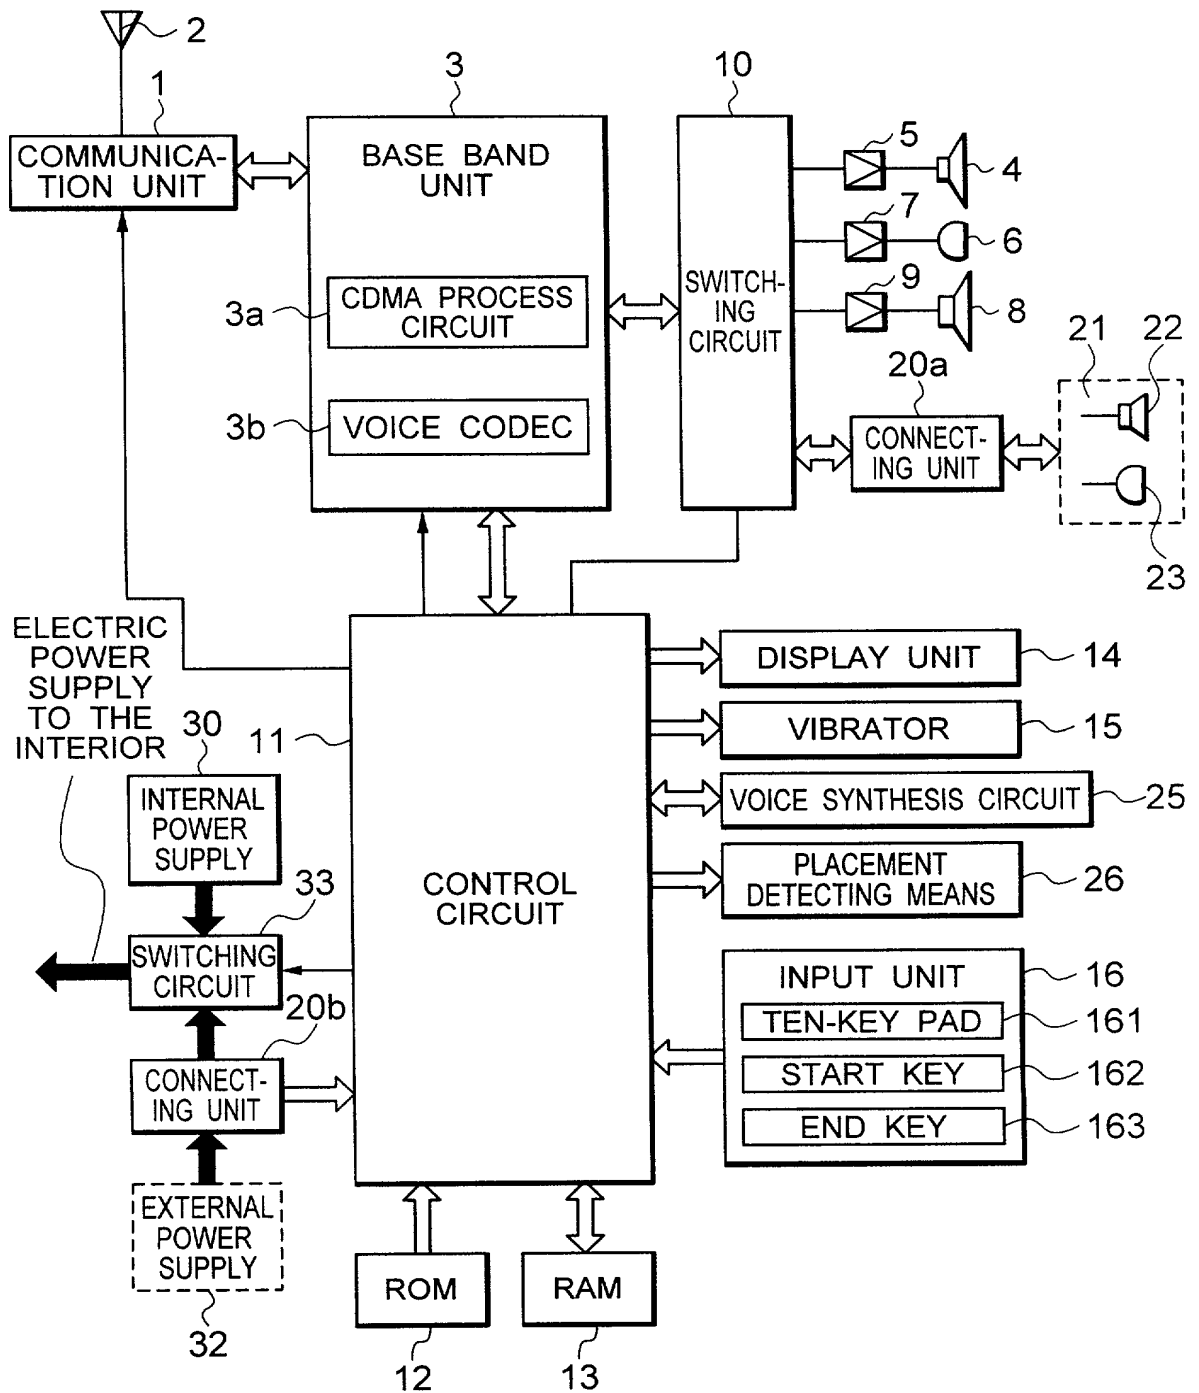 2
1
3
10
COMMUNICA-
TION UNIT
BASE BAND
UNIT
3a
CDMA PROCESS
CIRCUIT
3b
VOICE CODEC
SWITCH-
ING
CIRCUIT
5
4
7
6
9
8
20a
CONNECT-
ING UNIT
21
22
23
ELECTRIC
POWER
SUPPLY
TO THE
INTERIOR
30
INTERNAL
POWER
SUPPLY
33
SWITCHING
CIRCUIT
20b
CONNECT-
ING UNIT
EXTERNAL
POWER
SUPPLY
32
11
CONTROL
CIRCUIT
DISPLAY UNIT
14
VIBRATOR
15
VOICE SYNTHESIS CIRCUIT
25
PLACEMENT
DETECTING MEANS
26
INPUT UNIT
16
TEN-KEY PAD
161
START KEY
162
END KEY
163
ROM
12
RAM
13